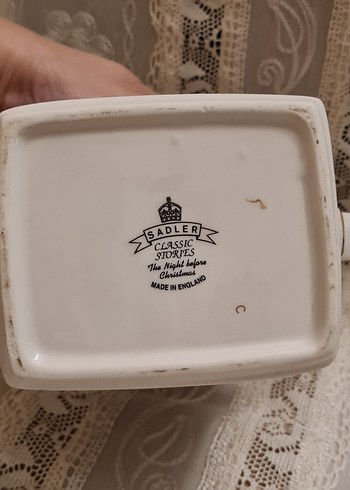 SADLER
CLASSIC
STORIES
The Night before
Christmas
MADE IN ENGLAND
C